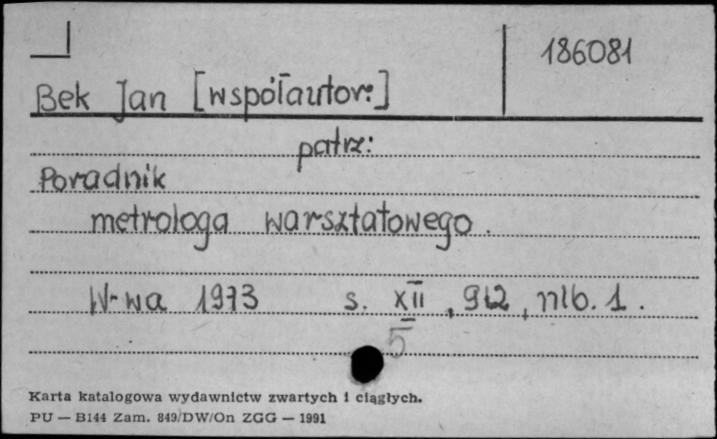 186081
Bek Jan [współautor:]
patrz:
Poradnik
metrologa warsztatowego.
W-wa 1973 s. XII, 912, nlb. 1.
5
Karta katalogowa wydawnictw zwartych i ciągłych.
PU — B144 Zam. 849/DW/On ZGG — 1991